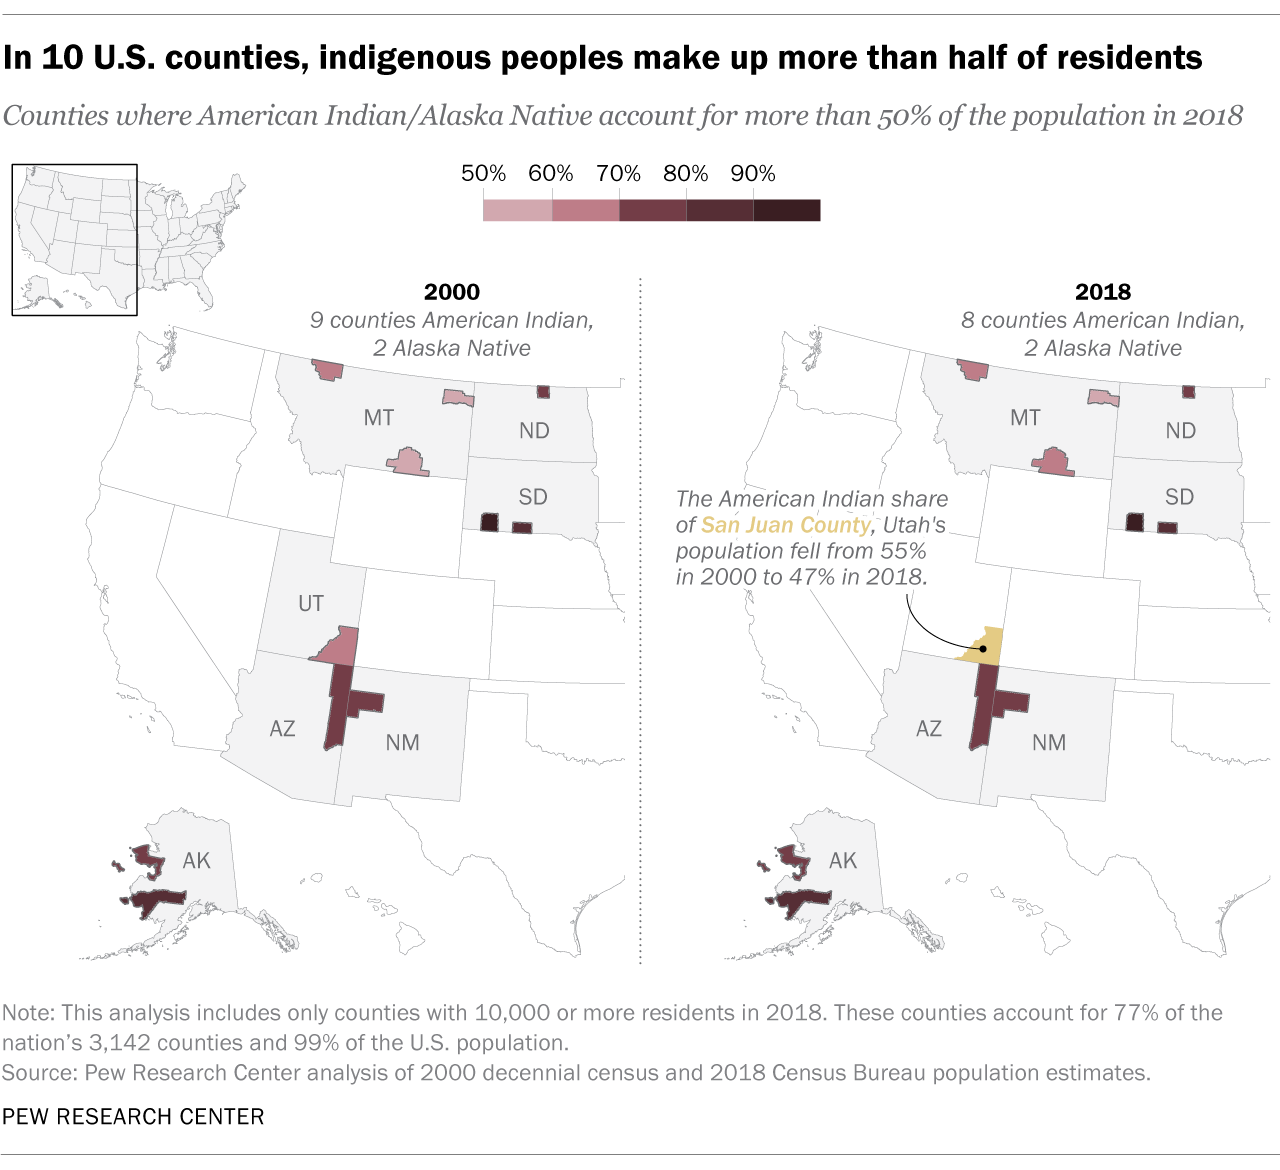 In 10 U.S. counties, indigenous peoples make up more than half of residents
Counties where American Indian/Alaska Native account for more than 50% of the population in 2018
50% 60% 70% 80% 90%
2000
9 counties American Indian,
2 Alaska Native
MT
ND
SD
UT
AZ
NM
AK
2018
8 counties American Indian,
2 Alaska Native
MT
ND
SD
The American Indian share
of San Juan County, Utah's
population fell from 55%
in 2000 to 47% in 2018.
AZ
NM
AK
Note: This analysis includes only counties with 10,000 or more residents in 2018. These counties account for 77% of the
nation’s 3,142 counties and 99% of the U.S. population.
Source: Pew Research Center analysis of 2000 decennial census and 2018 Census Bureau population estimates.
PEW RESEARCH CENTER